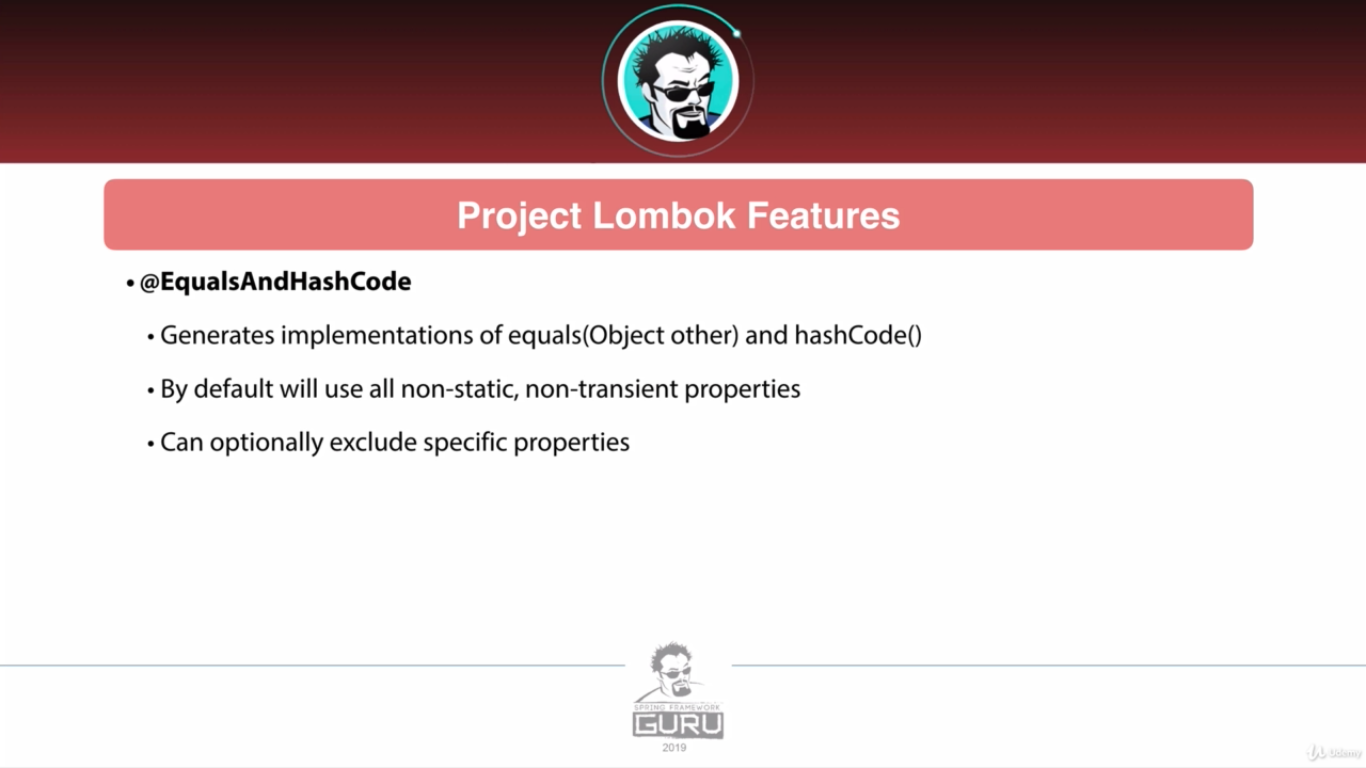 Project Lombok Features
• @EqualsAndHashCode
• Generates implementations of equals(Object other) and hashCode()
• By default will use all non-static, non-transient properties
• Can optionally exclude specific properties
SPRING FRAMEWORK
GURU
2019
Udemy